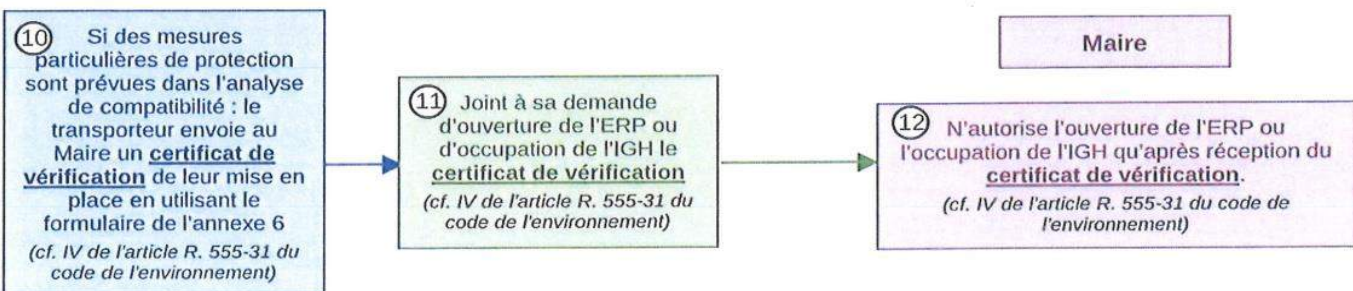 10 Si des mesures
particulières de protection
sont prévues dans l'analyse
de compatibilité : le
transporteur envoie au
Maire un certificat de
vérification de leur mise en
place en utilisant le
formulaire de l'annexe 6
(cf. IV de l'article R. 555-31 du
code de l'environnement)
11 Joint à sa demande
d'ouverture de l'ERP ou
d'occupation de l'IGH le
certificat de vérification
(cf. IV de l'article R. 555-31 du
code de l'environnement)
Maire
12 N'autorise l'ouverture de l'ERP ou
l'occupation de l'IGH qu'après réception du
certificat de vérification.
(cf. IV de l'article R. 555-31 du code de
l'environnement)